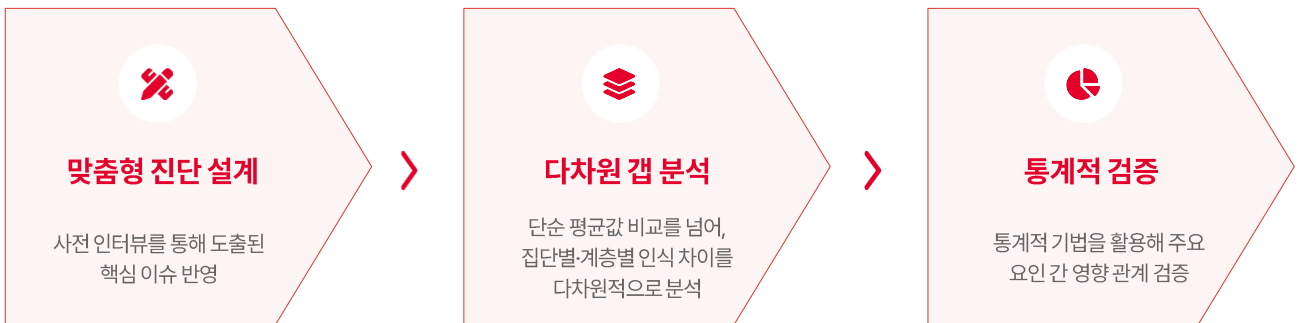 맞춤형 진단 설계
사전 인터뷰를 통해 도출된
핵심 이슈 반영
다차원 갭 분석
단순 평균값 비교를 넘어,
집단별·계층별 인식 차이를
다차원적으로 분석
통계적 검증
통계적 기법을 활용해 주요
요인 간 영향 관계 검증